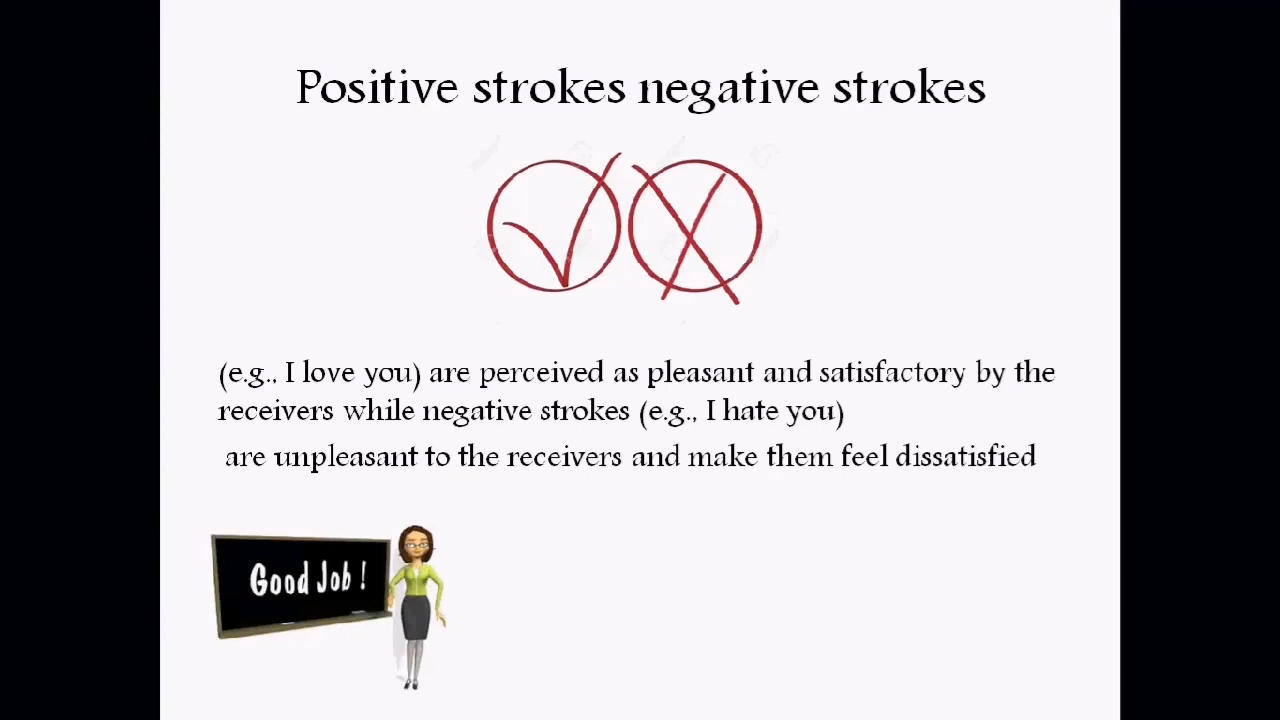 Positive strokes negative strokes
(e.g., I love you) are perceived as pleasant and satisfactory by the
receivers while negative strokes (e.g., I hate you)
are unpleasant to the receivers and make them feel dissatisfied
Good Job !